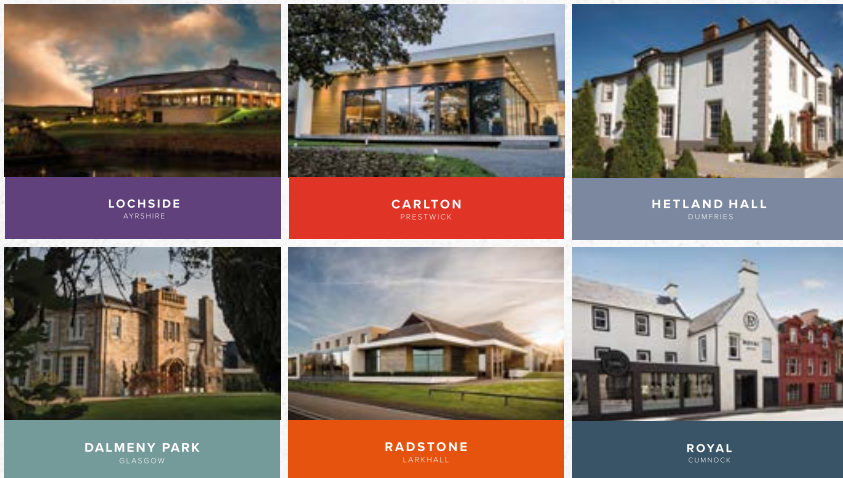 LOCHSIDE
AYRSHIRE
CARLTON
PRESTWICK
HETLAND HALL
DUMFRIES
DALMENY PARK
GLASGOW
RADSTONE
LARKHALL
ROYAL
CUMNOCK